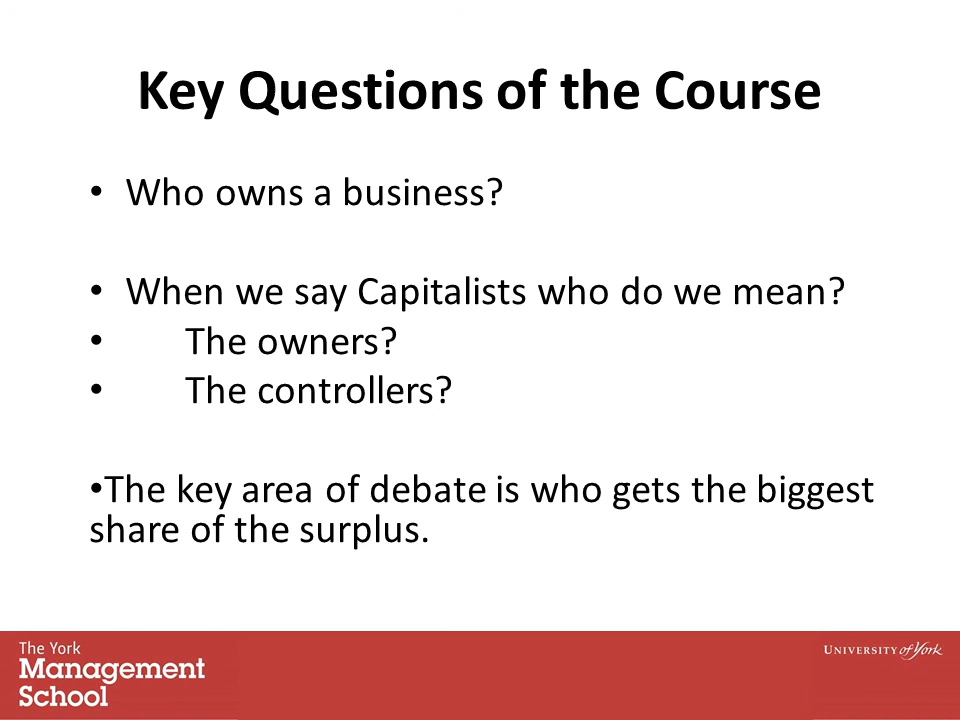 Key Questions of the Course
• Who owns a business?
• When we say Capitalists who do we mean?
• The owners?
• The controllers?
•The key area of debate is who gets the biggest
share of the surplus.
The York
Management
School
UNIVERSITY of York